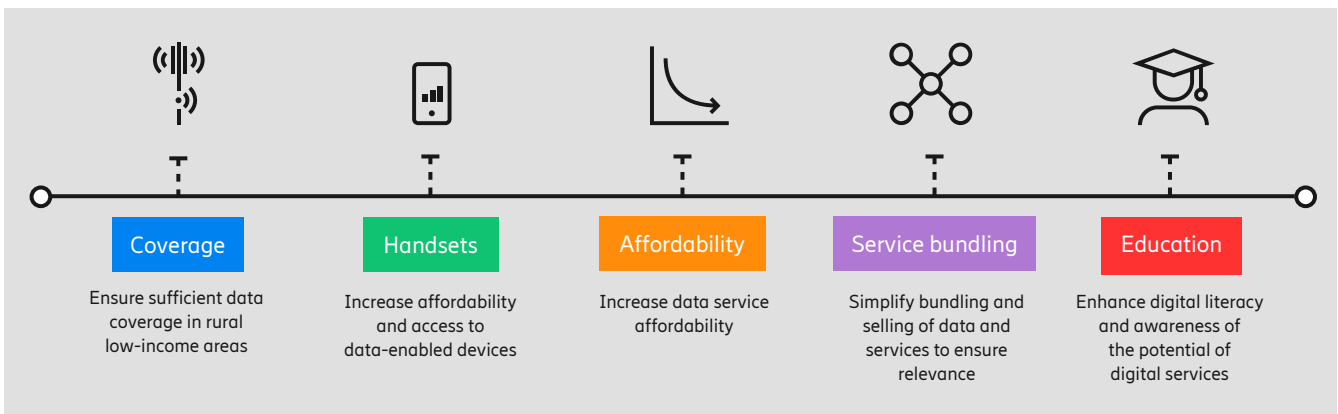 Coverage
Ensure sufficient data
coverage in rural
low-income areas
Handsets
Increase affordability
and access to
data-enabled devices
Affordability
Increase data service
affordability
Service bundling
Simplify bundling and
selling of data and
services to ensure
relevance
Education
Enhance digital literacy
and awareness of
the potential of
digital services